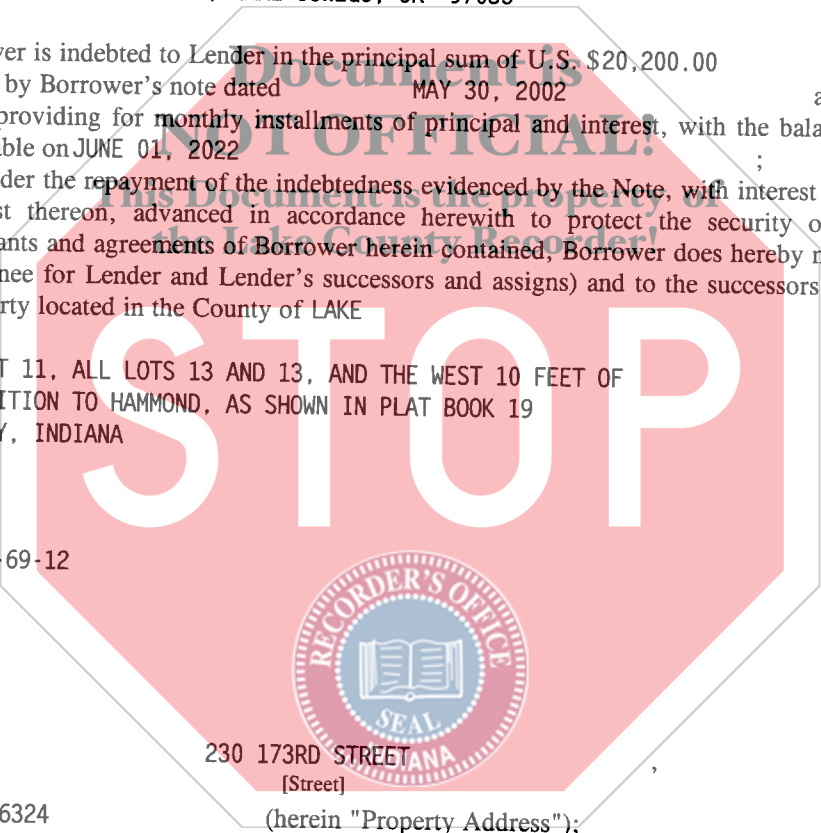 ver is indebted to Lender in the principal sum of U.S. $20,200.00
by Borrower's note dated MAY 30, 2002 a
providing for monthly installments of principal and interest, with the bala
ble on JUNE 01, 2022 ;
der the repayment of the indebtedness evidenced by the Note, with interest
st thereon, advanced in accordance herewith to protect the security o
ants and agreements of Borrower herein contained, Borrower does hereby m
nee for Lender and Lender's successors and assigns) and to the successors
rty located in the County of LAKE
T 11, ALL LOTS 13 AND 13, AND THE WEST 10 FEET OF
ITION TO HAMMOND, AS SHOWN IN PLAT BOOK 19
Y, INDIANA
-69-12
230 173RD STREET ,
[Street]
6324 (herein "Property Address");
Document is
NOT OFFICIAL!
This Document is the property of
the Lake County Recorder!
STOP
RECORDER'S OFFICE
SEAL
INDIANA